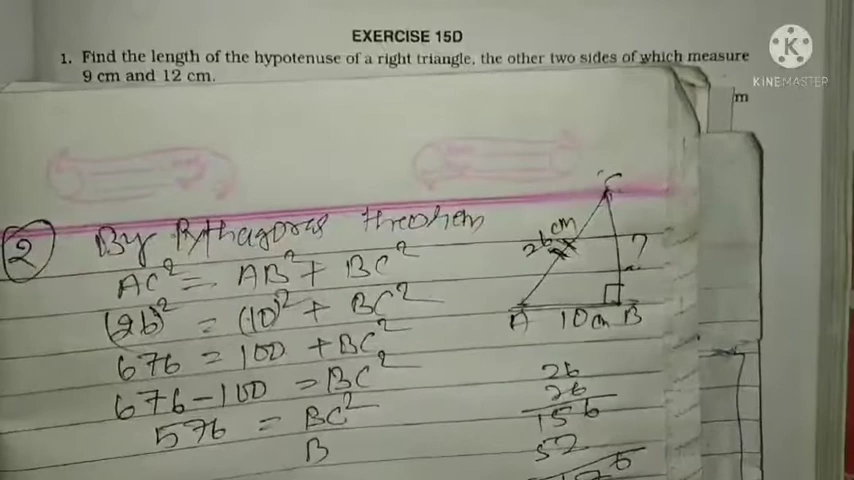 EXERCISE 15D
1. Find the length of the hypotenuse of a right triangle, the other two sides of which measure
9 cm and 12 cm.
KINEMASTER
m
2 By Pythagoras theorem
AC² = AB² + BC²
(26)² = (10)² + BC²
676 = 100 + BC²
676 - 100 = BC²
576 = BC²
B
C
26 cm
?
A 10cm B
26
26
156
52